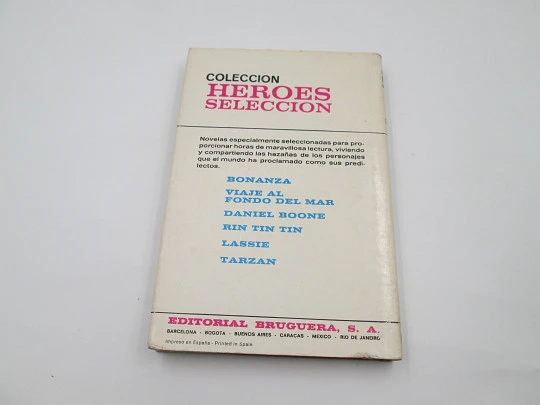 COLECCION
HEROES
SELECCION
Novelas especialmente seleccionadas para pro-
porcionar horas de maravillosa lectura, viviendo
y compartiendo las hazañas de los personajes
que el mundo ha proclamado como sus predi-
lectos.
BONANZA
VIAJE AL
FONDO DEL MAR
DANIEL BOONE
RIN TIN TIN
LASSIE
TARZAN
EDITORIAL BRUGUERA, S. A.
BARCELONA - BOGOTA - BUENOS AIRES - CARACAS - MEXICO - RIO DE JANEIRO
Impreso en España - Printed in Spain